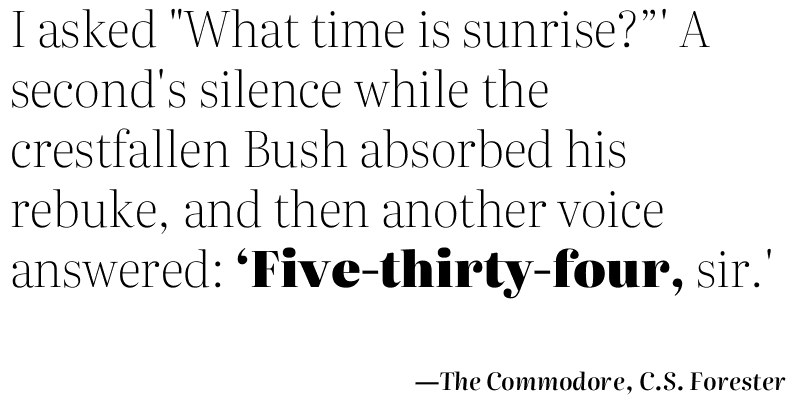 I asked "What time is sunrise?”' A
second's silence while the
crestfallen Bush absorbed his
rebuke, and then another voice
answered: ‘Five-thirty-four, sir.'
—The Commodore, C.S. Forester